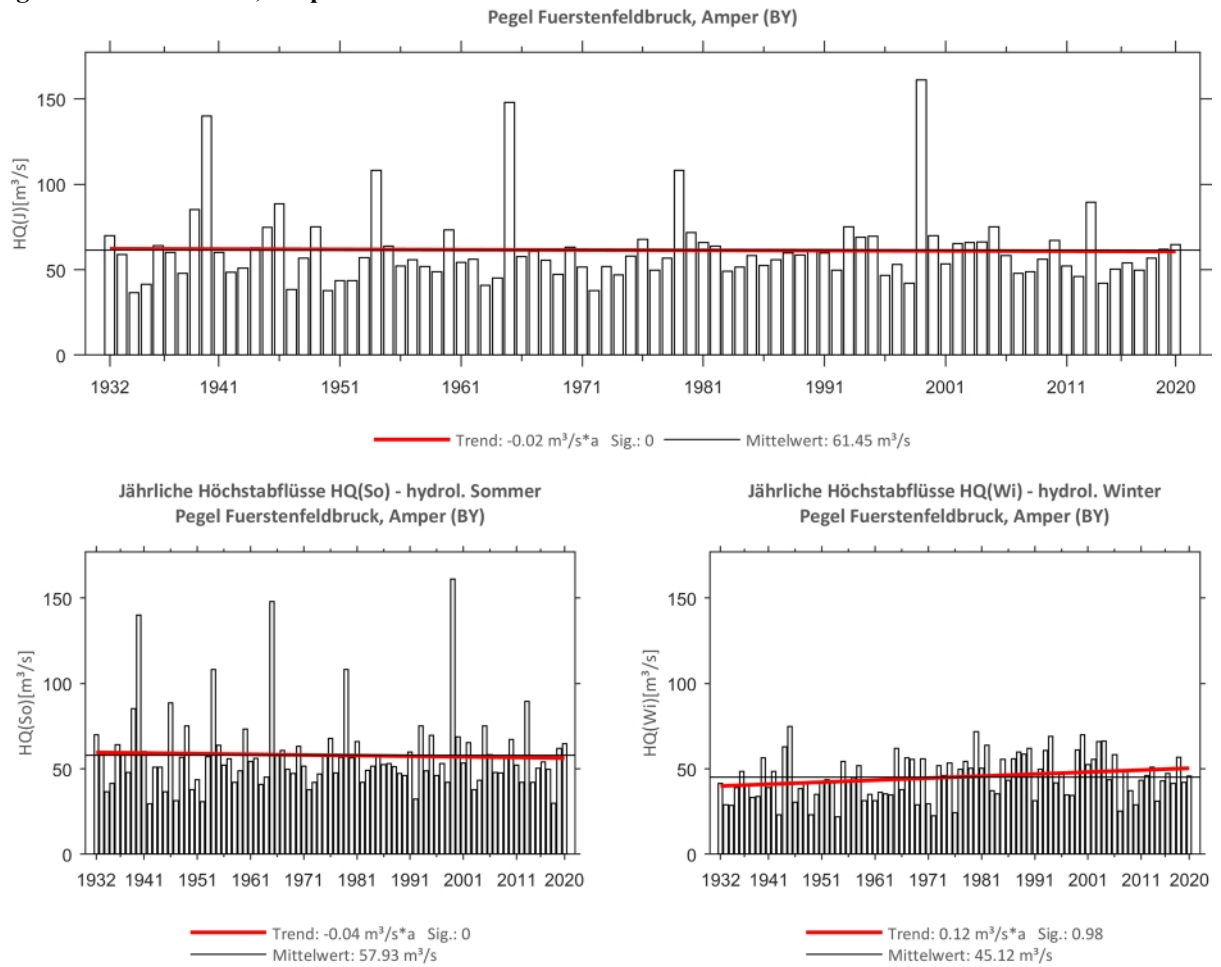 Pegel Fuerstenfeldbruck, Amper (BY)
HQ(J)[m³/s]
150
100
50
0
1932 1941 1951 1961 1971 1981 1991 2001 2011 2020
Trend: -0.02 m³/s*a Sig.: 0 Mittelwert: 61.45 m³/s
Jährliche Höchstabflüsse HQ(So) - hydrol. Sommer
Pegel Fuerstenfeldbruck, Amper (BY)
HQ(So)[m³/s]
150
100
50
0
1932 1941 1951 1961 1971 1981 1991 2001 2011 2020
Trend: -0.04 m³/s*a Sig.: 0
Mittelwert: 57.93 m³/s
Jährliche Höchstabflüsse HQ(Wi) - hydrol. Winter
Pegel Fuerstenfeldbruck, Amper (BY)
HQ(Wi)[m³/s]
150
100
50
0
1932 1941 1951 1961 1971 1981 1991 2001 2011 2020
Trend: 0.12 m³/s*a Sig.: 0.98
Mittelwert: 45.12 m³/s